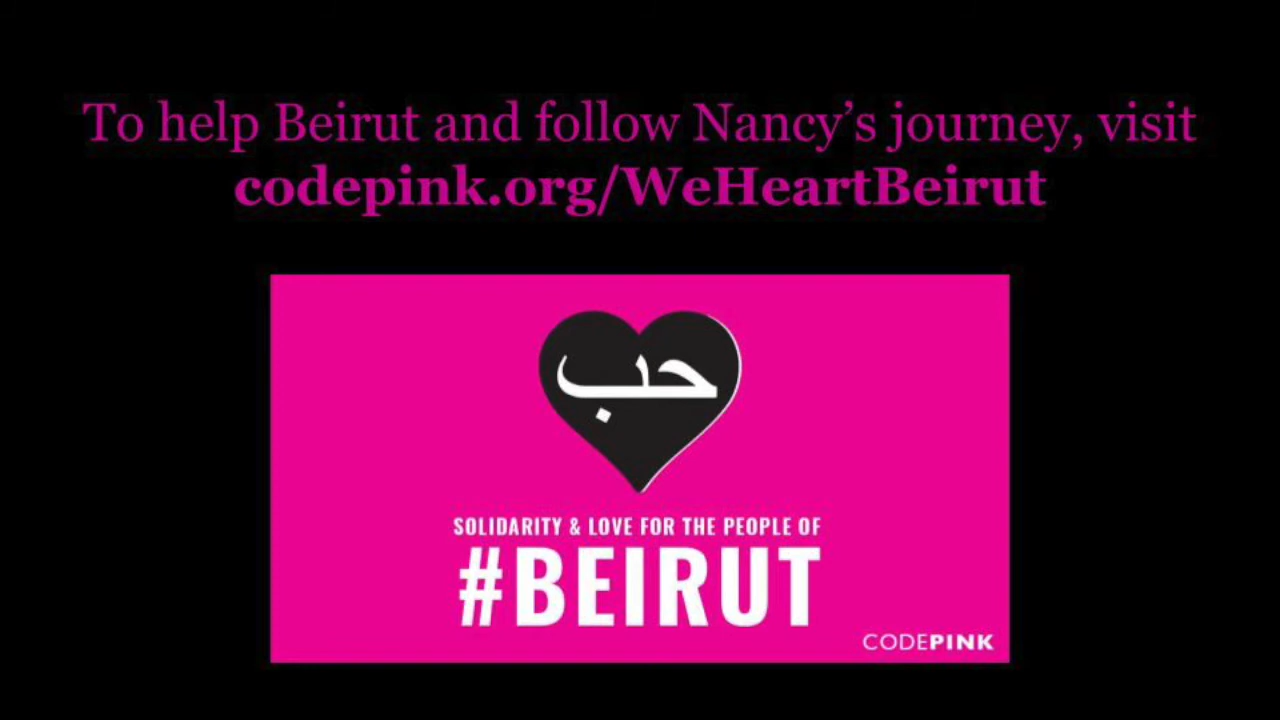 To help Beirut and follow Nancy’s journey, visit
codepink.org/WeHeartBeirut
حب
SOLIDARITY & LOVE FOR THE PEOPLE OF
#BEIRUT
CODEPINK